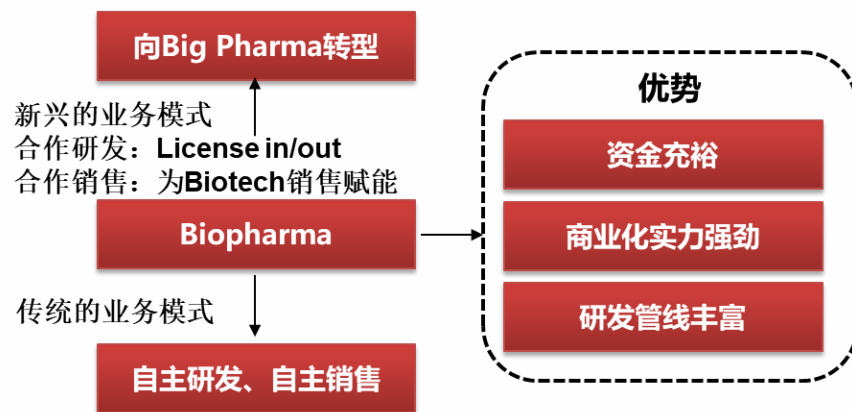 向Big Pharma转型
新兴的业务模式
合作研发：License in/out
合作销售：为Biotech销售赋能
Biopharma
传统的业务模式
自主研发、自主销售
优势
资金充裕
商业化实力强劲
研发管线丰富